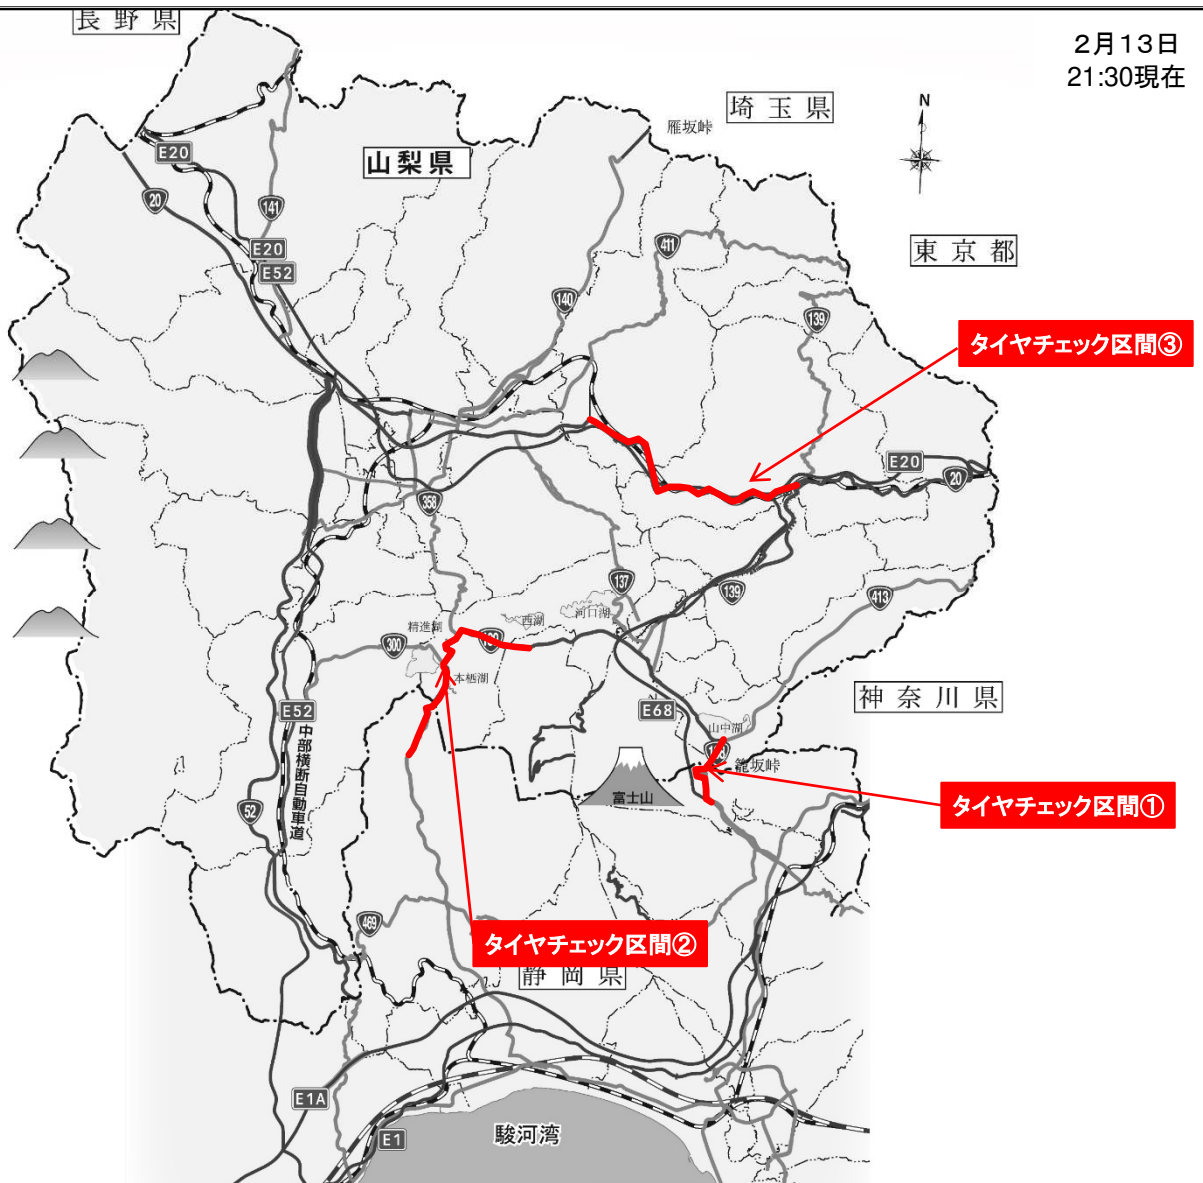 長野県
2月13日
21:30現在
埼玉県
N
雁坂峠
E20
山梨県
20
141
411
東京都
E20
E52
140
139
タイヤチェック区間③
E20
20
358
137
139
413
河口湖
西湖
精進湖
300
本栖湖
神奈川県
E52
E68
山中湖
籠坂峠
中部横断自動車道
富士山
52
タイヤチェック区間①
469
タイヤチェック区間②
静岡県
E1A
駿河湾
E1